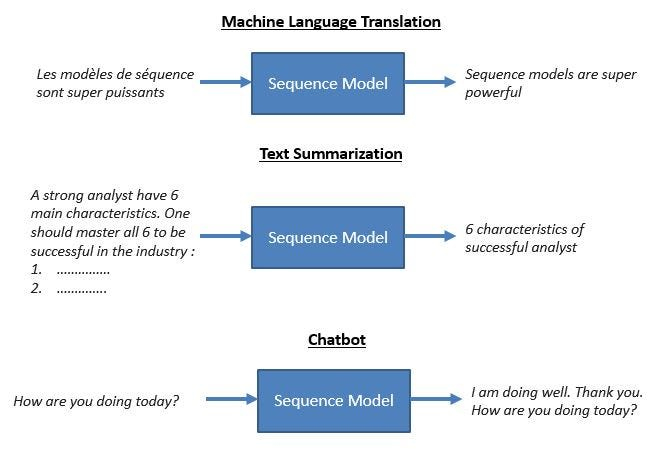 Machine Language Translation
Les modèles de séquence
sont super puissants
Sequence Model
Sequence models are super
powerful
Text Summarization
A strong analyst have 6
main characteristics. One
should master all 6 to be
successful in the industry :
1. ...............
2. ..............
Sequence Model
6 characteristics of
successful analyst
Chatbot
How are you doing today?
Sequence Model
I am doing well. Thank you.
How are you doing today?